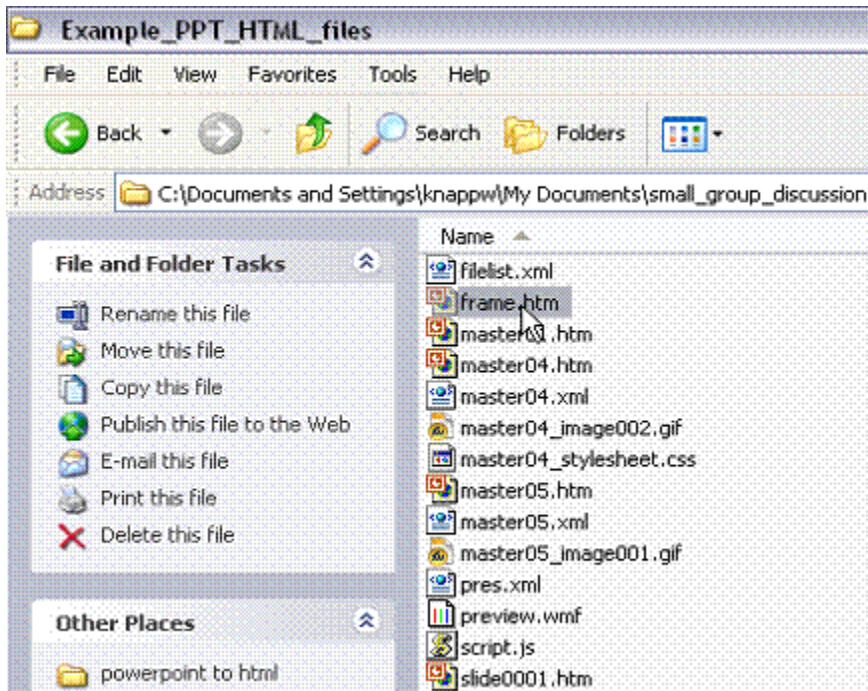 Example_PPT_HTML_files
File Edit View Favorites Tools Help
Back Search Folders
Address C:\Documents and Settings\knappw\My Documents\small_group_discussion
File and Folder Tasks
Rename this file
Move this file
Copy this file
Publish this file to the Web
E-mail this file
Print this file
Delete this file
Other Places
powerpoint to html
Name
filelist.xml
frame.htm
master04.htm
master04.xml
master04_image002.gif
master04_stylesheet.css
master05.htm
master05.xml
master05_image001.gif
pres.xml
preview.wmf
script.js
slide0001.htm